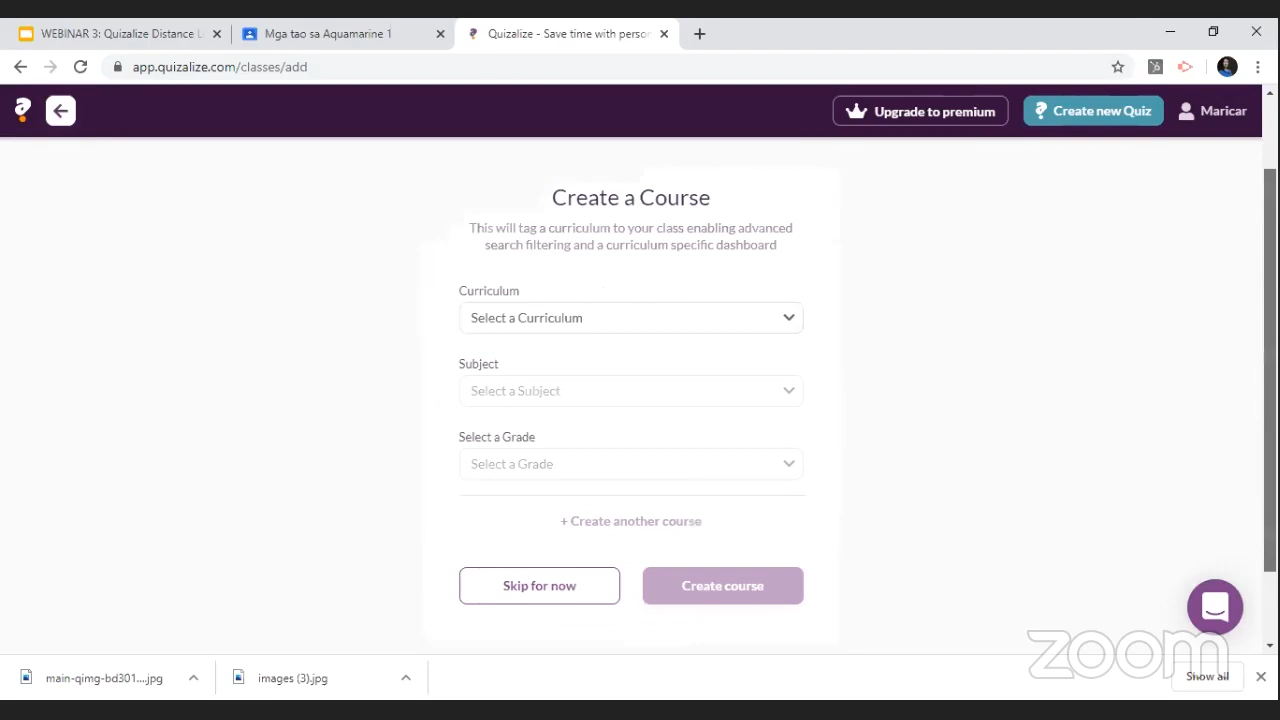 WEBINAR 3: Quizalize Distance L
Mga tao sa Aquamarine 1
Quizalize - Save time with person
app.quizalize.com/classes/add
Upgrade to premium
Create new Quiz
Maricar
Create a Course
This will tag a curriculum to your class enabling advanced
search filtering and a curriculum specific dashboard
Curriculum
Select a Curriculum
Subject
Select a Subject
Select a Grade
Select a Grade
+ Create another course
Skip for now
Create course
zoom
main-qimg-bd301....jpg
images (3).jpg
Show all